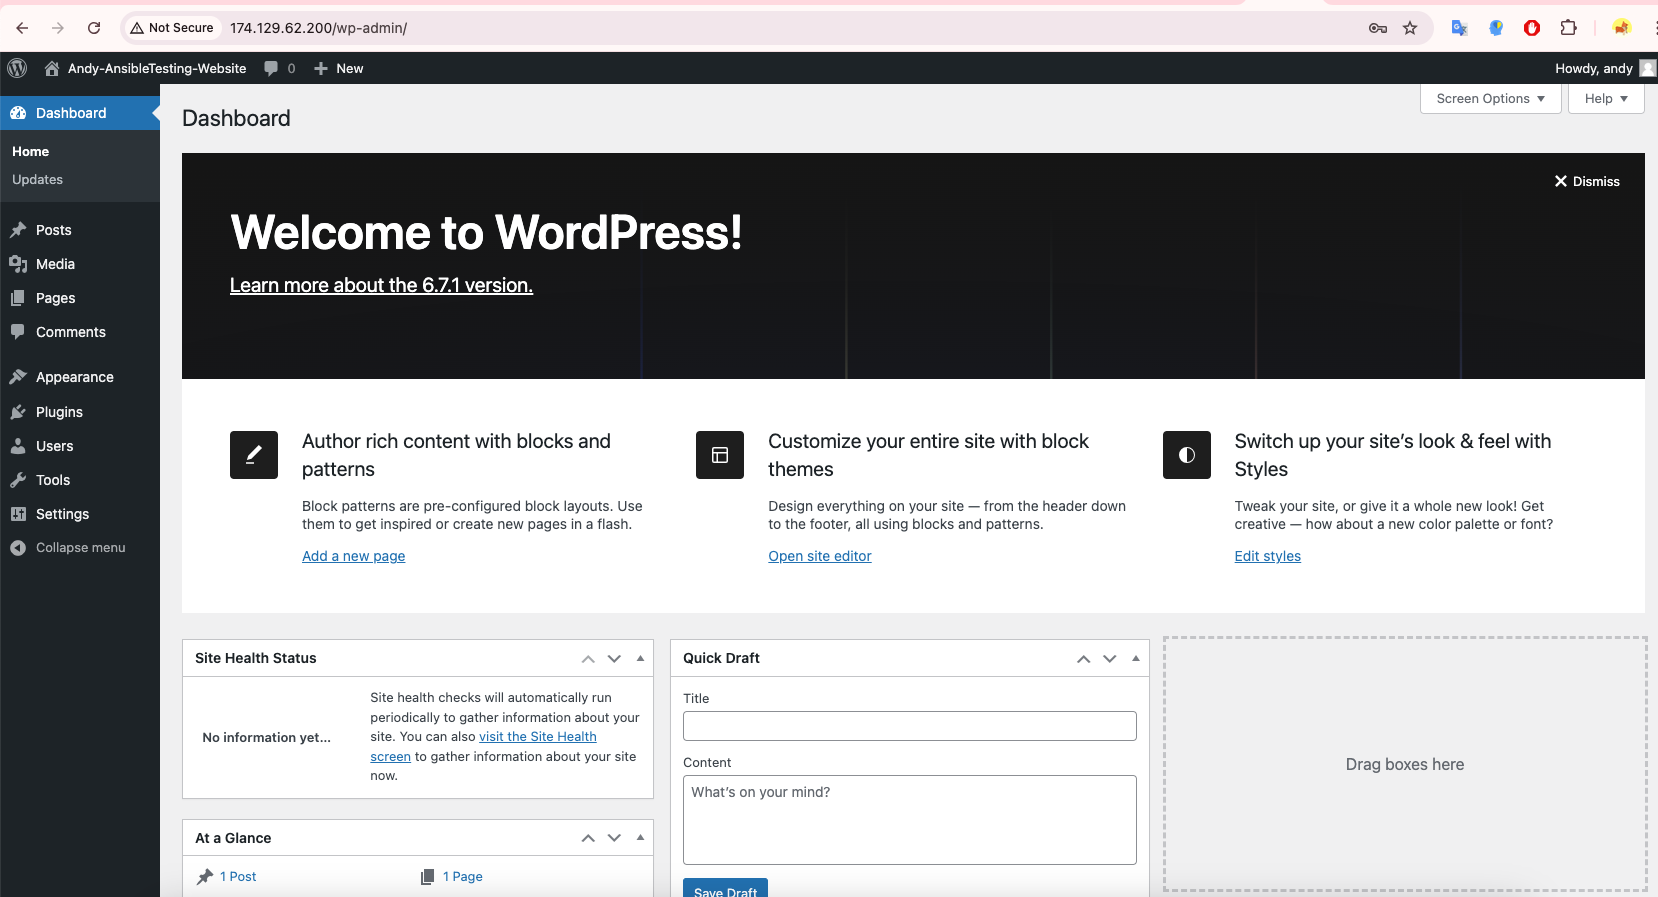 Not Secure 174.129.62.200/wp-admin/
Andy-AnsibleTesting-Website 0 New Howdy, andy
Screen Options Help
Dashboard
Home
Updates
Posts
Media
Pages
Comments
Appearance
Plugins
Users
Tools
Settings
Collapse menu
Dashboard
Dismiss
Welcome to WordPress!
Learn more about the 6.7.1 version.
Author rich content with blocks and
patterns
Block patterns are pre-configured block layouts. Use
them to get inspired or create new pages in a flash.
Add a new page
Customize your entire site with block
themes
Design everything on your site — from the header down
to the footer, all using blocks and patterns.
Open site editor
Switch up your site’s look & feel with
Styles
Tweak your site, or give it a whole new look! Get
creative — how about a new color palette or font?
Edit styles
Site Health Status
No information yet...
Site health checks will automatically run
periodically to gather information about your
site. You can also visit the Site Health
screen to gather information about your site
now.
At a Glance
1 Post 1 Page
Quick Draft
Title
Content
What’s on your mind?
Save Draft
Drag boxes here